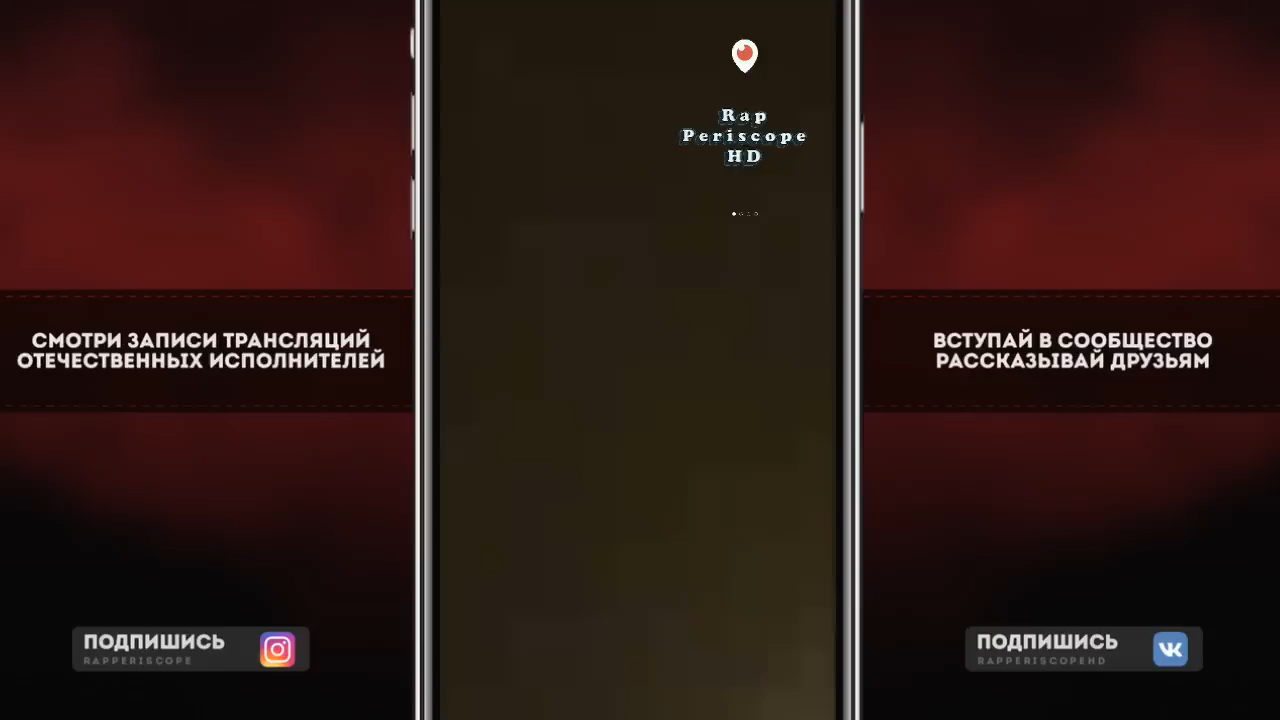 Rap
Periscope
HD
СМОТРИ ЗАПИСИ ТРАНСЛЯЦИЙ
ОТЕЧЕСТВЕННЫХ ИСПОЛНИТЕЛЕЙ
ВСТУПАЙ В СООБЩЕСТВО
РАССКАЗЫВАЙ ДРУЗЬЯМ
ПОДПИШИСЬ
RAPPERISCOPE
ПОДПИШИСЬ
RAPPERISCOPEHD